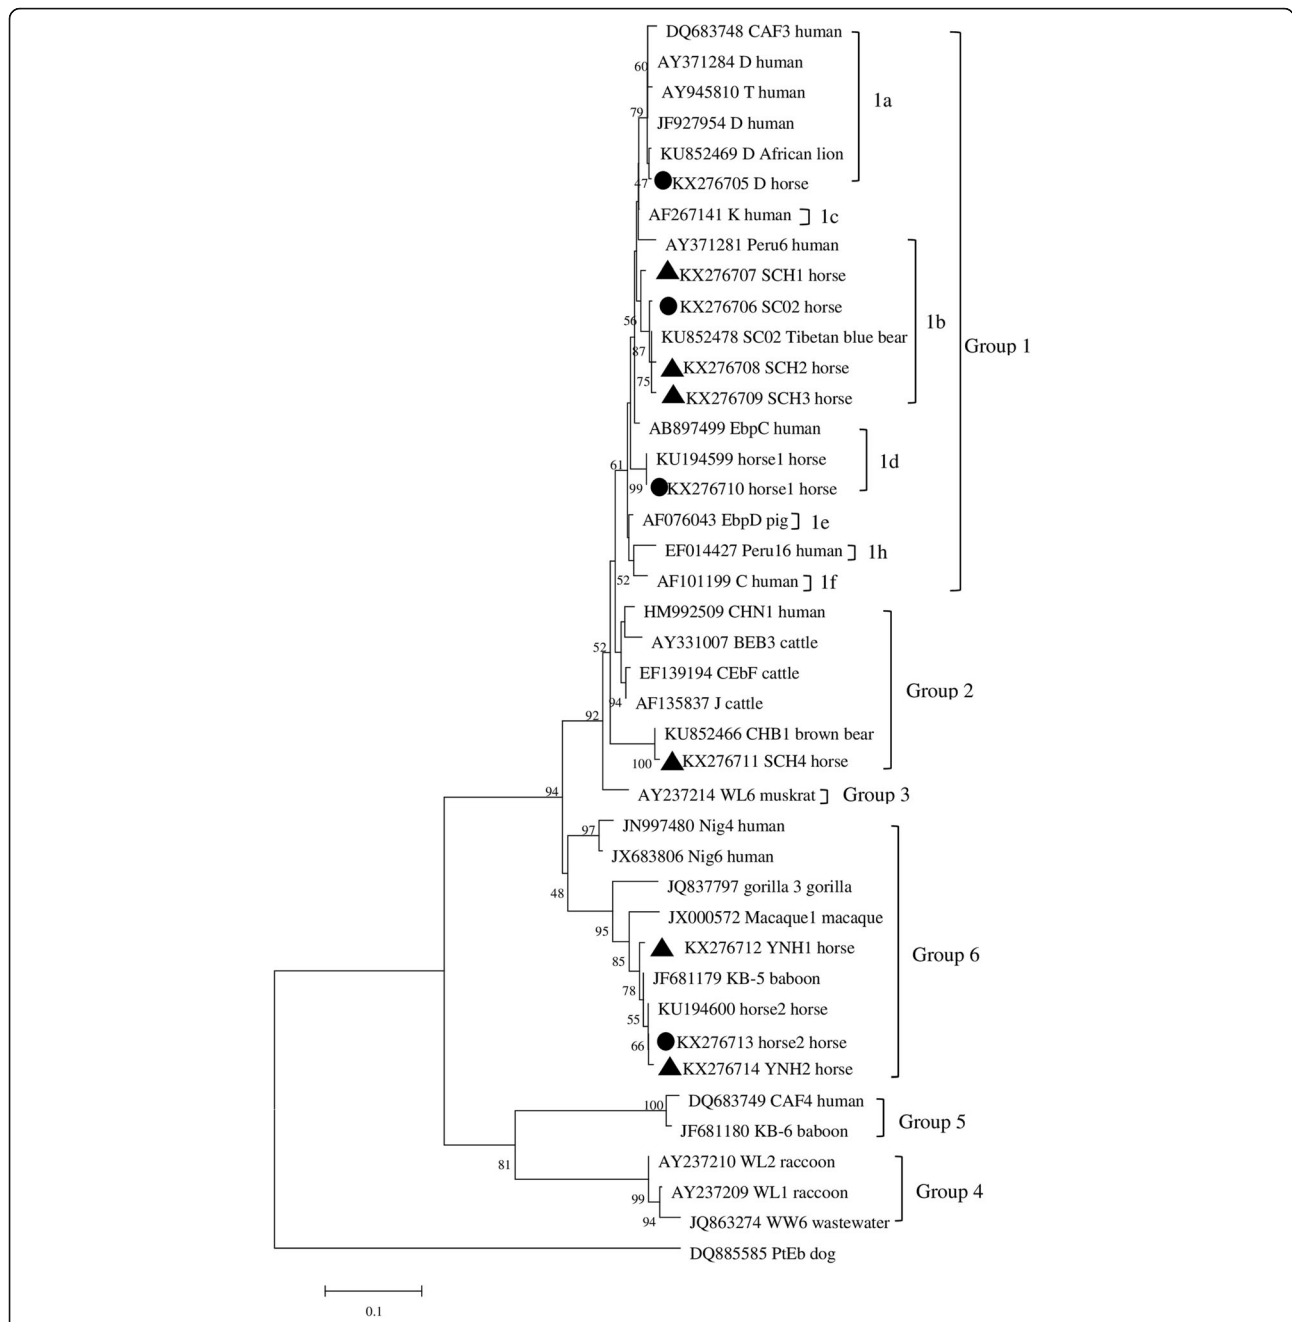 DQ683748 CAF3 human
60
AY371284 D human
AY945810 T human
1a
79
JF927954 D human
KU852469 D African lion
47
KX276705 D horse
AF267141 K human
1c
AY371281 Peru6 human
KX276707 SCH1 horse
KX276706 SC02 horse
56
1b
KU852478 SC02 Tibetan blue bear
Group 1
87
KX276708 SCH2 horse
75
KX276709 SCH3 horse
AB897499 EbpC human
KU194599 horse1 horse
1d
61
99
KX276710 horse1 horse
AF076043 EbpD pig
1e
EF014427 Peru16 human
1h
52
AF101199 C human
1f
HM992509 CHN1 human
AY331007 BEB3 cattle
52
EF139194 CEbF cattle
Group 2
94
AF135837 J cattle
92
KU852466 CHB1 brown bear
100
KX276711 SCH4 horse
94
AY237214 WL6 muskrat
Group 3
97
JN997480 Nig4 human
JX683806 Nig6 human
48
JQ837797 gorilla 3 gorilla
JX000572 Macaque1 macaque
95
KX276712 YNH1 horse
Group 6
85
JF681179 KB-5 baboon
78
KU194600 horse2 horse
55
KX276713 horse2 horse
66
KX276714 YNH2 horse
100
DQ683749 CAF4 human
Group 5
JF681180 KB-6 baboon
81
AY237210 WL2 raccoon
AY237209 WL1 raccoon
Group 4
99
94
JQ863274 WW6 wastewater
DQ885585 PtEb dog
0.1